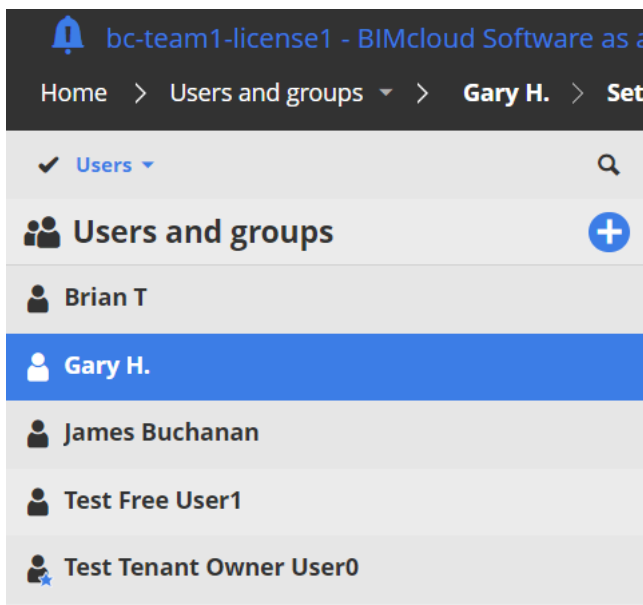 bc-team1-license1 - BIMcloud Software as
Home > Users and groups > Gary H. > Set
Users
Users and groups
Brian T
Gary H.
James Buchanan
Test Free User1
Test Tenant Owner User0